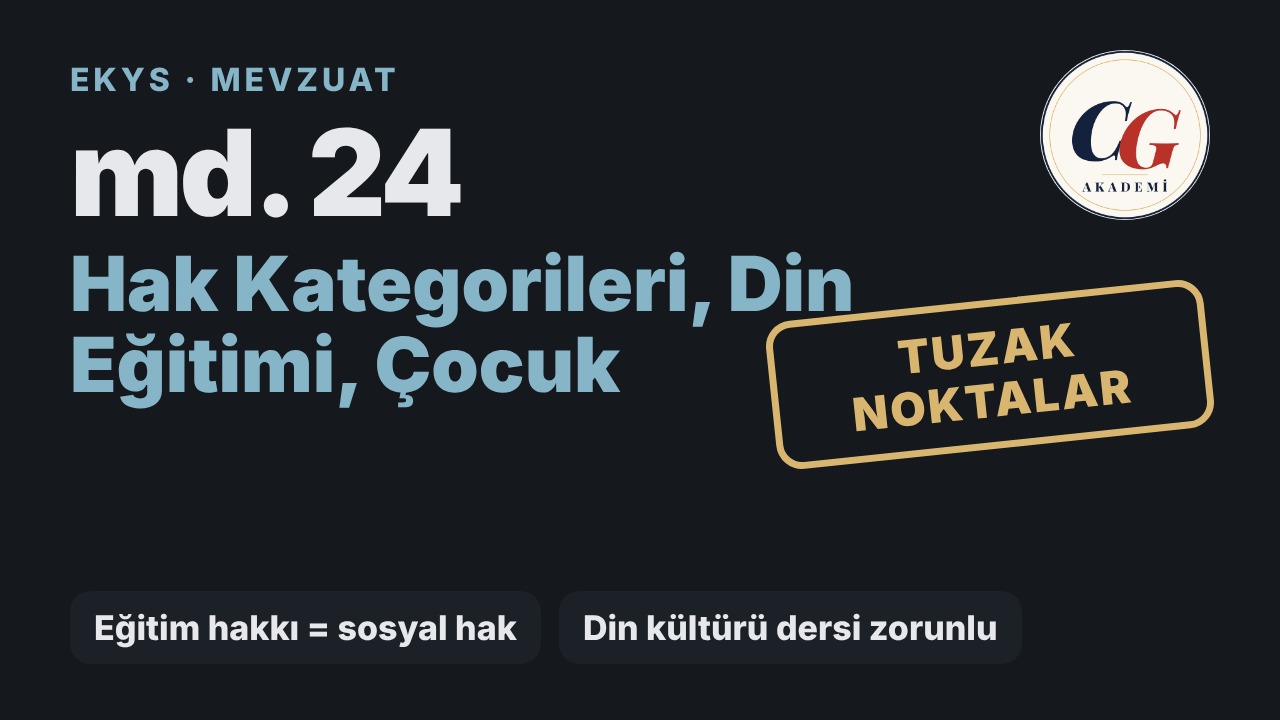 EKYS · MEVZUAT
md. 24
Hak Kategorileri, Din
Eğitimi, Çocuk
CG
AKADEMİ
TUZAK
NOKTALAR
Eğitim hakkı = sosyal hak
Din kültürü dersi zorunlu